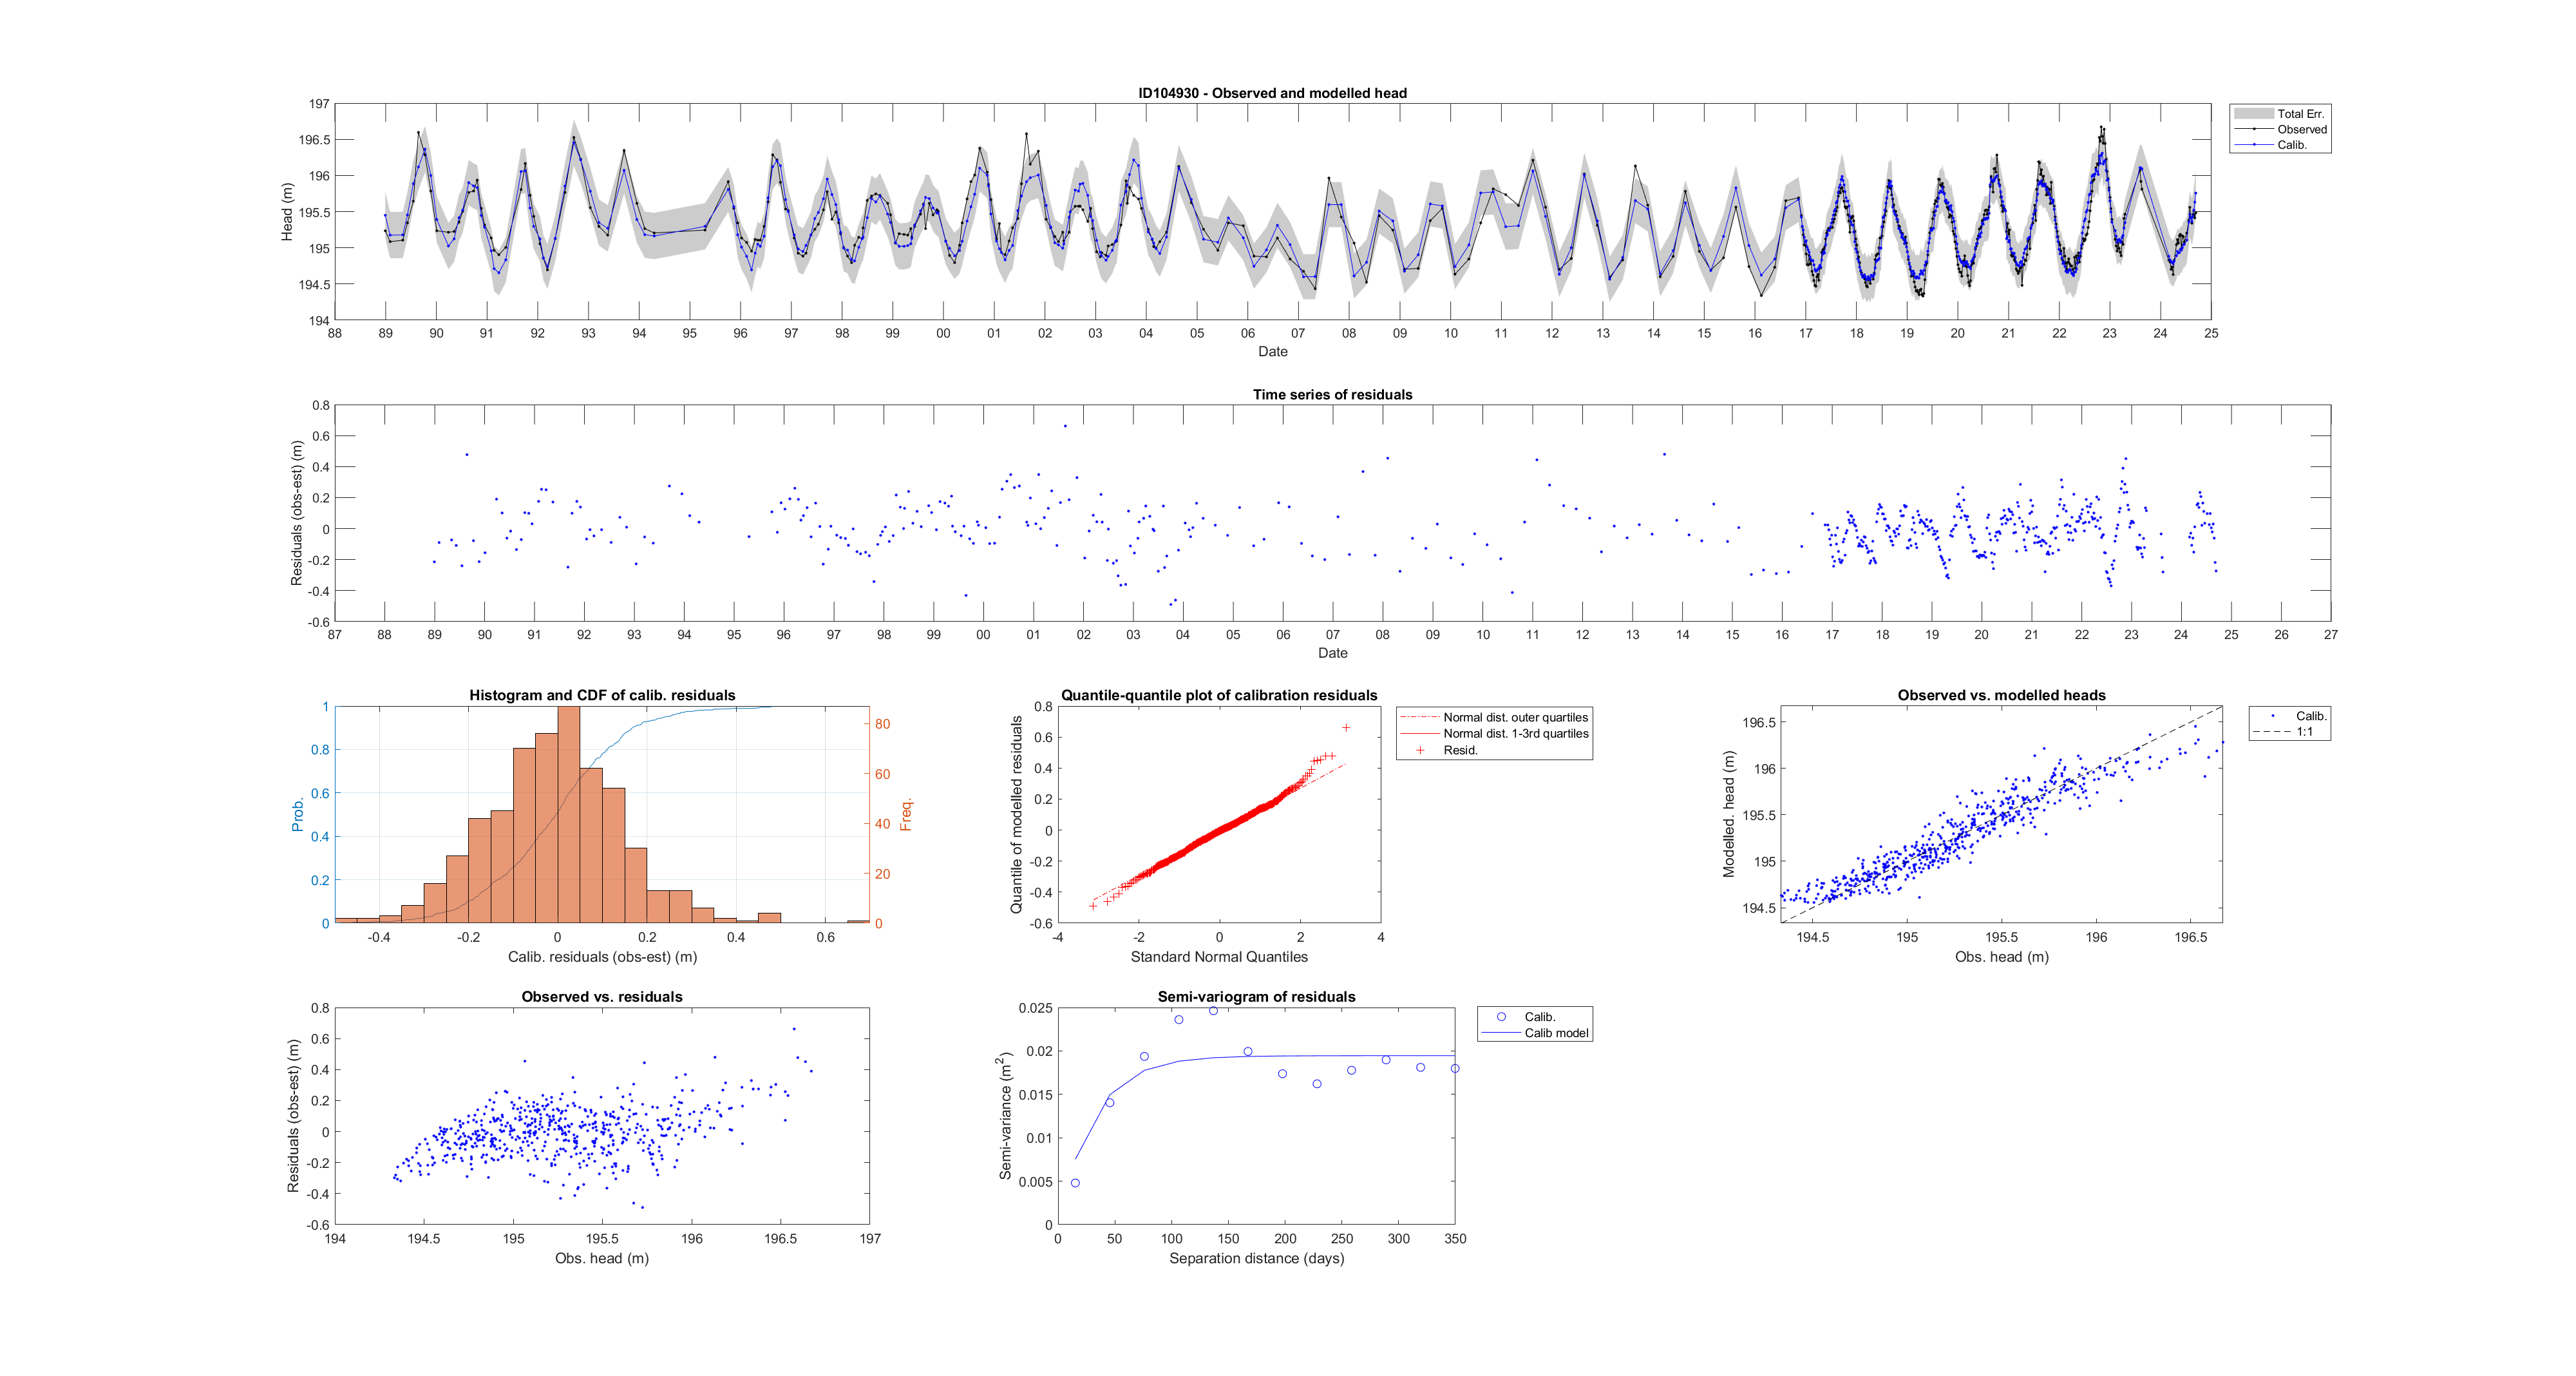 ID104930 - Observed and modelled head
197
196.5
196
195.5
195
194.5
194
Head (m)
88 89 90 91 92 93 94 95 96 97 98 99 00 01 02 03 04 05 06 07 08 09 10 11 12 13 14 15 16 17 18 19 20 21 22 23 24 25
Date
Total Err.
Observed
Calib.
Time series of residuals
0.8
0.6
0.4
0.2
0
-0.2
-0.4
-0.6
Residuals (obs-est) (m)
87 88 89 90 91 92 93 94 95 96 97 98 99 00 01 02 03 04 05 06 07 08 09 10 11 12 13 14 15 16 17 18 19 20 21 22 23 24 25 26 27
Date
Histogram and CDF of calib. residuals
1
0.8
0.6
0.4
0.2
0
Prob.
80
60
40
20
0
Freq.
-0.4 -0.2 0 0.2 0.4 0.6
Calib. residuals (obs-est) (m)
Quantile-quantile plot of calibration residuals
0.8
0.6
0.4
0.2
0
-0.2
-0.4
-0.6
Quantile of modelled residuals
-4 -2 0 2 4
Standard Normal Quantiles
Normal dist. outer quartiles
Normal dist. 1-3rd quartiles
Resid.
Observed vs. modelled heads
196.5
196
195.5
195
194.5
Modelled. head (m)
194.5 195 195.5 196 196.5
Obs. head (m)
Calib.
1:1
Observed vs. residuals
0.8
0.6
0.4
0.2
0
-0.2
-0.4
-0.6
Residuals (obs-est) (m)
194 194.5 195 195.5 196 196.5 197
Obs. head (m)
Semi-variogram of residuals
0.025
0.02
0.015
0.01
0.005
0
Semi-variance (m²)
0 50 100 150 200 250 300 350
Separation distance (days)
Calib.
Calib model